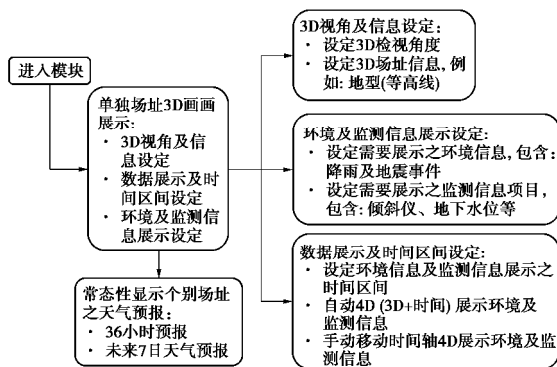 进入模块
单独场址3D画画
展示:
• 3D视角及信
息设定
• 数据展示及时
间区间设定
• 环境及监测信
息展示设定
常态性显示个别场址
之天气预报:
• 36小时预报
• 未来7日天气预报
3D视角及信息设定:
• 设定3D检视角度
• 设定3D场址信息, 例
如: 地型(等高线)
环境及监测信息展示设定:
• 设定需要展示之环境信息, 包含:
降雨及地震事件
• 设定需要展示之监测信息项目,
包含: 倾斜仪、地下水位等
数据展示及时间区间设定:
• 设定环境信息及监测信息展示之
时间区间
• 自动4D (3D+时间) 展示环境及
监测信息
• 手动移动时间轴4D展示环境及监
测信息